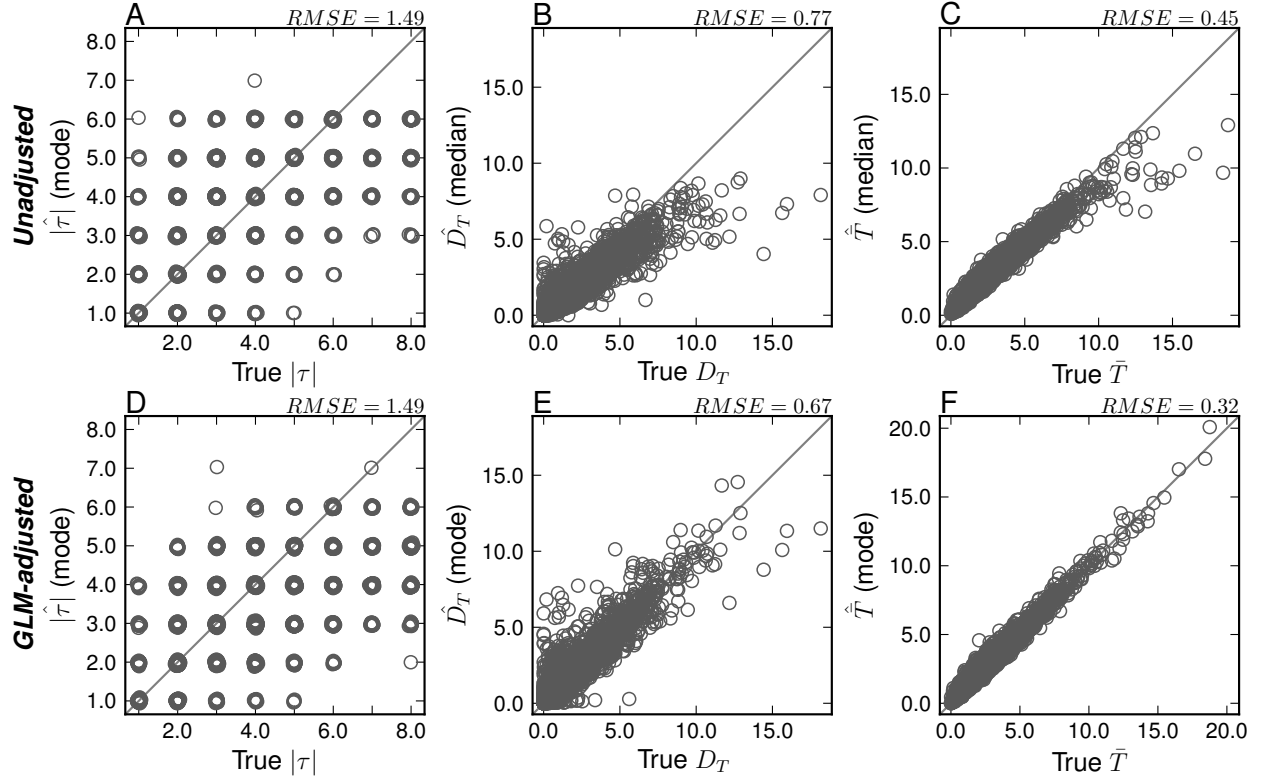 A
RMSE = 1.49
B
RMSE = 0.77
C
RMSE = 0.45
Unadjusted
|τ̂| (mode)
8.0
7.0
6.0
5.0
4.0
3.0
2.0
1.0
2.0 4.0 6.0 8.0
True |τ|
D̂_T (median)
15.0
10.0
5.0
0.0
0.0 5.0 10.0 15.0
True D_T
T̄̂ (median)
15.0
10.0
5.0
0.0
0.0 5.0 10.0 15.0
True T̄
D
RMSE = 1.49
E
RMSE = 0.67
F
RMSE = 0.32
GLM-adjusted
|τ̂| (mode)
8.0
7.0
6.0
5.0
4.0
3.0
2.0
1.0
2.0 4.0 6.0 8.0
True |τ|
D̂_T (mode)
15.0
10.0
5.0
0.0
0.0 5.0 10.0 15.0
True D_T
T̄̂ (mode)
20.0
15.0
10.0
5.0
0.0
0.0 5.0 10.0 15.0 20.0
True T̄